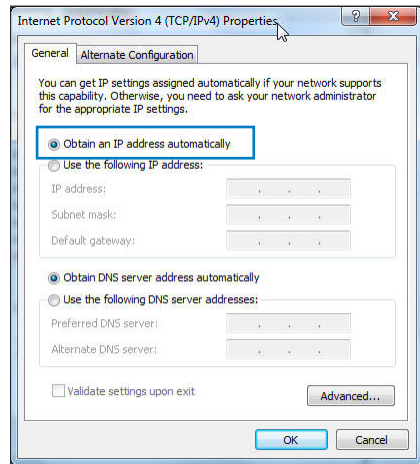 Internet Protocol Version 4 (TCP/IPv4) Properties
General
Alternate Configuration
You can get IP settings assigned automatically if your network supports
this capability. Otherwise, you need to ask your network administrator
for the appropriate IP settings.
Obtain an IP address automatically
Use the following IP address:
IP address:
Subnet mask:
Default gateway:
Obtain DNS server address automatically
Use the following DNS server addresses:
Preferred DNS server:
Alternate DNS server:
Validate settings upon exit
Advanced...
OK
Cancel